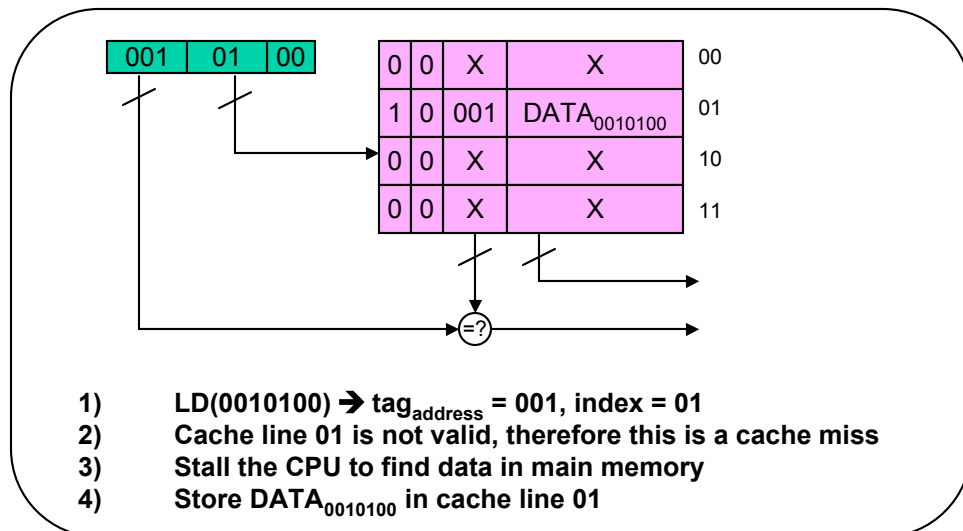 001 01 00
0 0 X X 00
1 0 001 DATA0010100 01
0 0 X X 10
0 0 X X 11
=?
1) LD(0010100) ➔ tagaddress = 001, index = 01
2) Cache line 01 is not valid, therefore this is a cache miss
3) Stall the CPU to find data in main memory
4) Store DATA0010100 in cache line 01